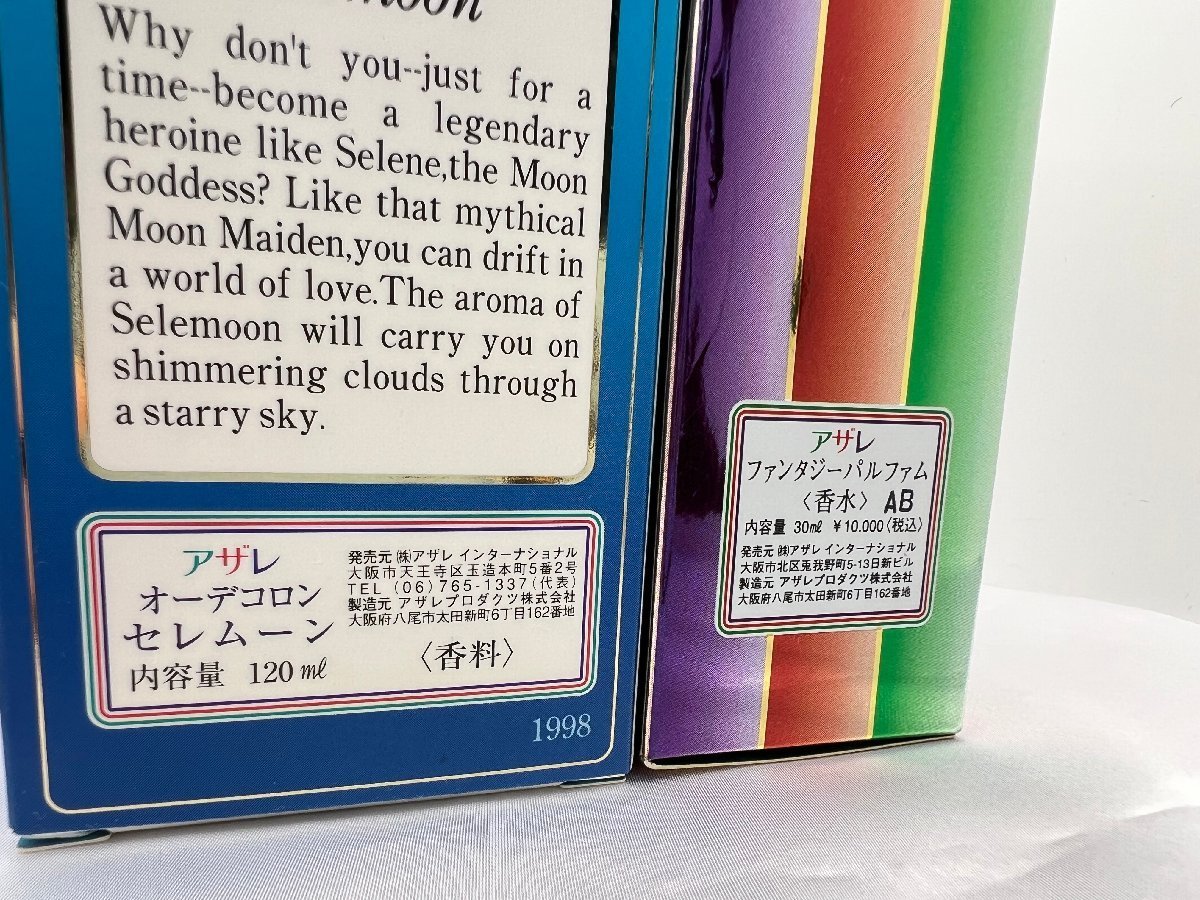 moon
Why don't you--just for a
time--become a legendary
heroine like Selene,the Moon
Goddess? Like that mythical
Moon Maiden,you can drift in
a world of love.The aroma of
Selemoon will carry you on
shimmering clouds through
a starry sky.
アザレ
オーデコロン
セレムーン
内容量 120ml
発売元 ㈱アザレ インターナショナル
大阪市天王寺区玉造本町5番2号
TEL (06)765-1337(代表)
製造元 アザレプロダクツ株式会社
大阪府八尾市太田新町6丁目162番地
〈香料〉
1998
アザレ
ファンタジーパルファム
〈香水〉 AB
内容量 30ml ¥10.000(税込)
発売元 ㈱アザレ インターナショナル
大阪市北区兎我野町5-13日新ビル
製造元 アザレプロダクツ株式会社
大阪府八尾市太田新町6丁目162番地